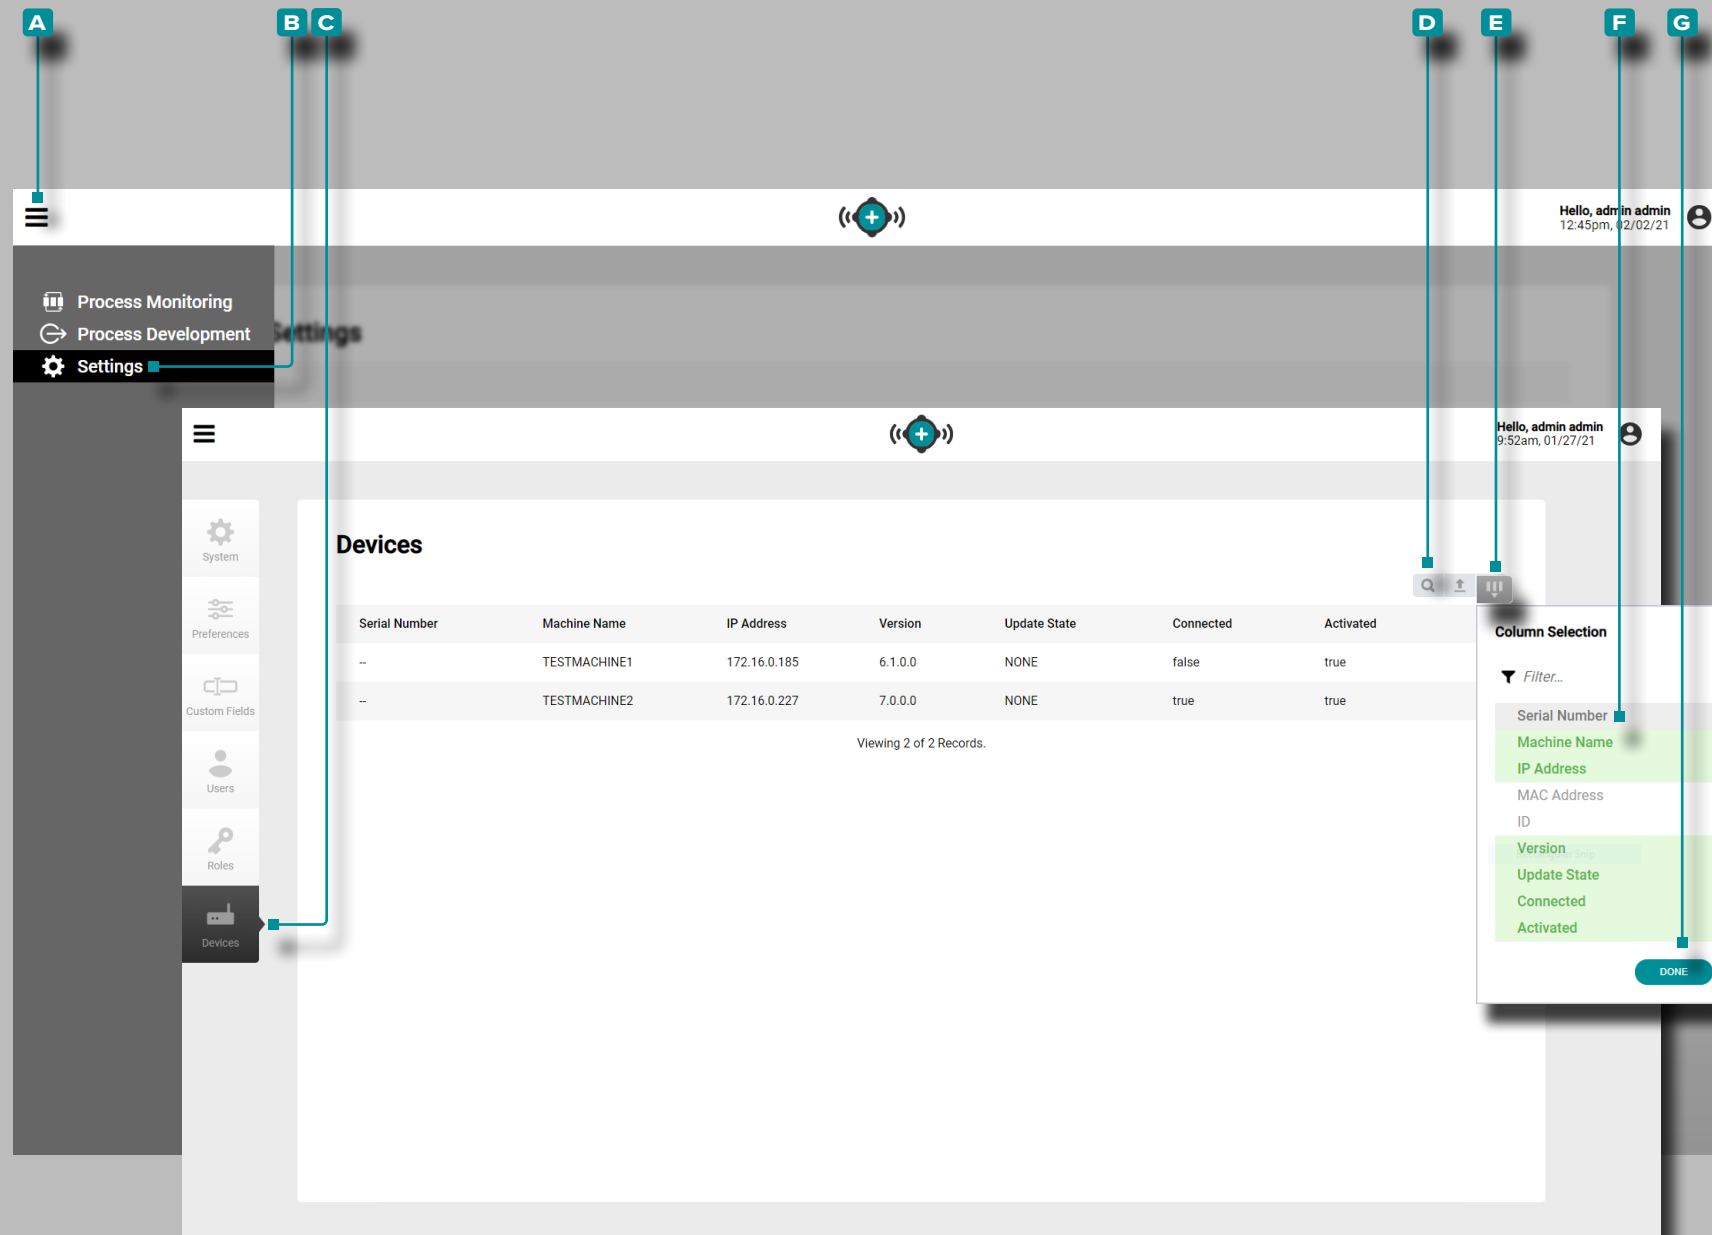 A B C D E F G
Hello, admin admin
12:45pm, 02/02/21
Process Monitoring
Process Development
Settings
Settings
Hello, admin admin
9:52am, 01/27/21
System
Preferences
Custom Fields
Users
Roles
Devices
Devices
Serial Number Machine Name IP Address Version Update State Connected Activated
-- TESTMACHINE1 172.16.0.185 6.1.0.0 NONE false true
-- TESTMACHINE2 172.16.0.227 7.0.0.0 NONE true true
Viewing 2 of 2 Records.
Column Selection
Filter...
Serial Number
Machine Name
IP Address
MAC Address
ID
Version
Update State
Connected
Activated
DONE